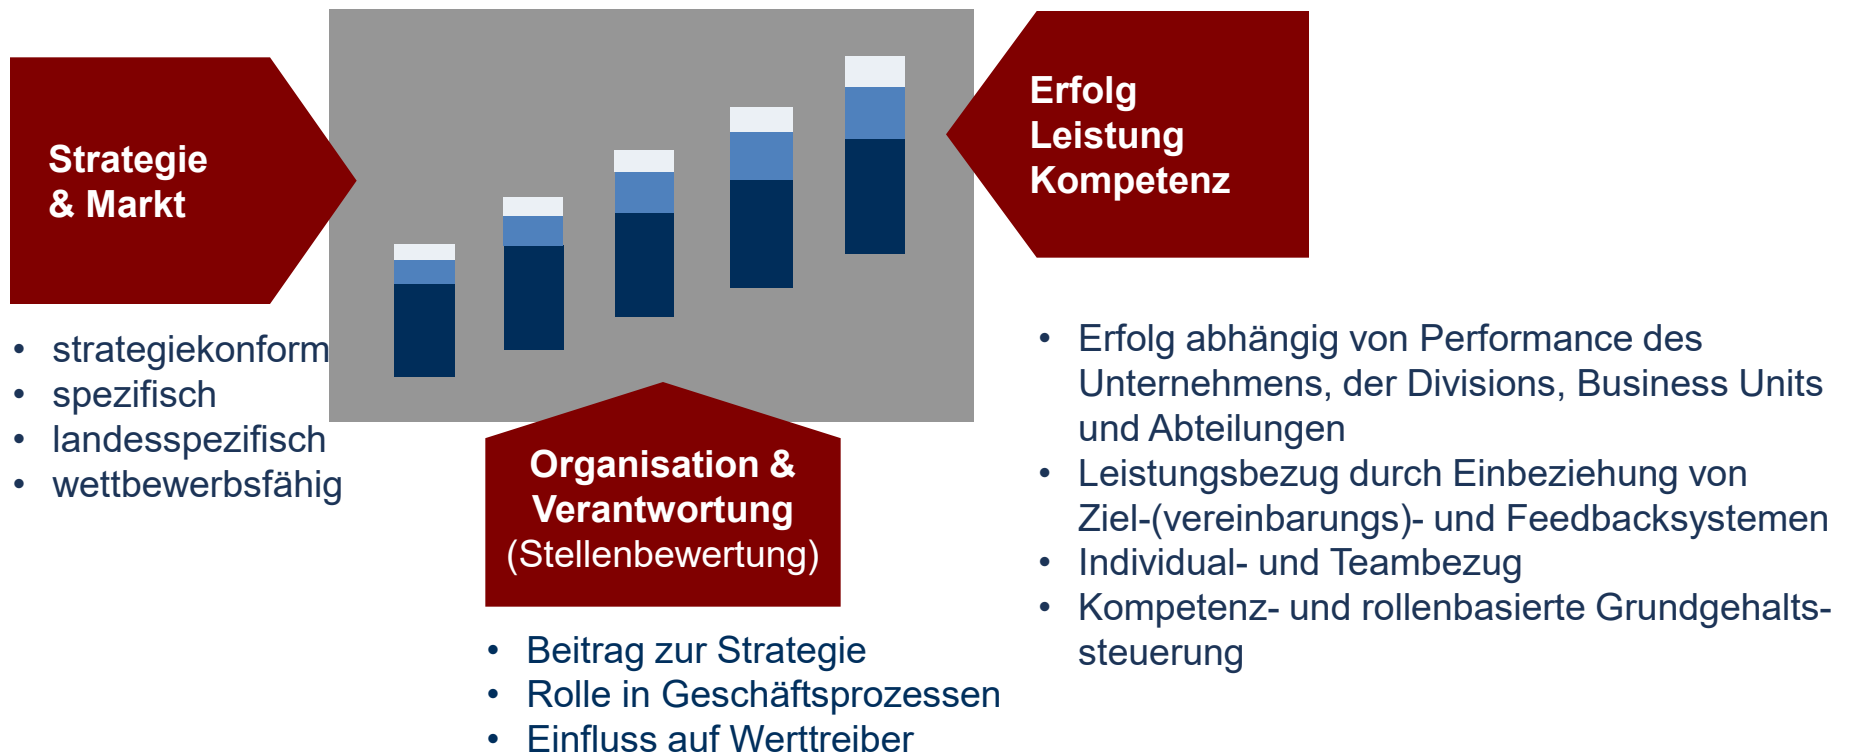 Strategie
& Markt
• strategiekonform
• spezifisch
• landesspezifisch
• wettbewerbsfähig
Organisation &
Verantwortung
(Stellenbewertung)
• Beitrag zur Strategie
• Rolle in Geschäftsprozessen
• Einfluss auf Werttreiber
Erfolg
Leistung
Kompetenz
• Erfolg abhängig von Performance des
Unternehmens, der Divisions, Business Units
und Abteilungen
• Leistungsbezug durch Einbeziehung von
Ziel-(vereinbarungs)- und Feedbacksystemen
• Individual- und Teambezug
• Kompetenz- und rollenbasierte Grundgehalts-
steuerung